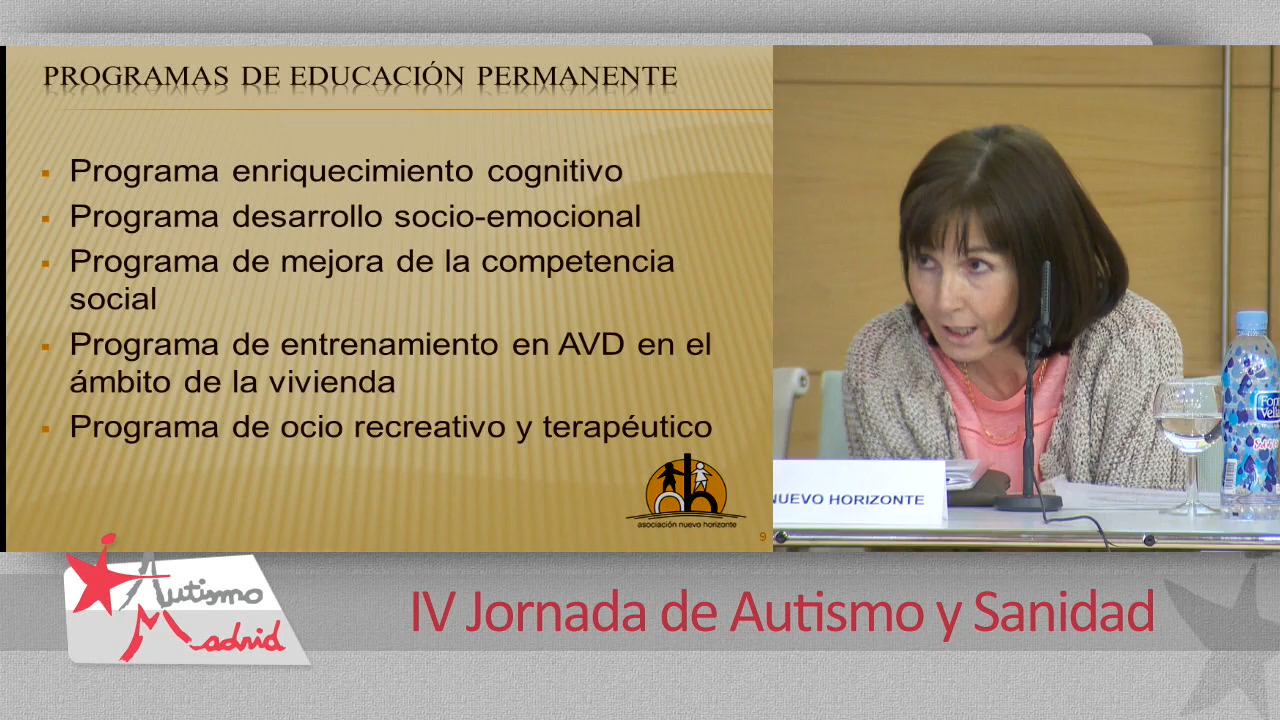 PROGRAMAS DE EDUCACIÓN PERMANENTE
Programa enriquecimiento cognitivo
Programa desarrollo socio-emocional
Programa de mejora de la competencia
social
Programa de entrenamiento en AVD en el
ámbito de la vivienda
Programa de ocio recreativo y terapéutico
asociación nuevo horizonte
9
NUEVO HORIZONTE
Autismo
Madrid
IV Jornada de Autismo y Sanidad